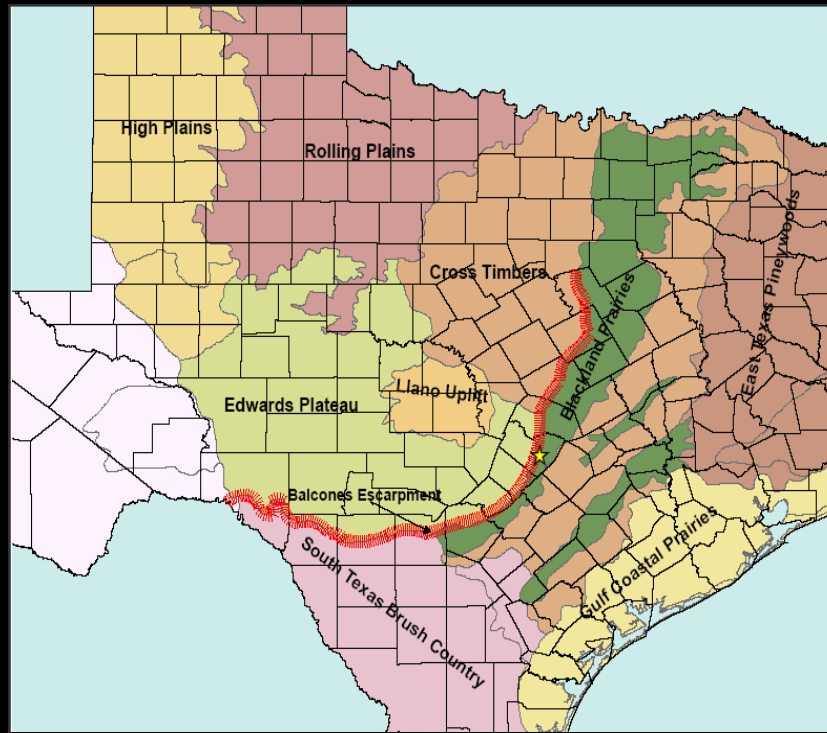 High Plains
Rolling Plains
Cross Timbers
Blackland Prairies
East Texas Pineywoods
Llano Uplift
Edwards Plateau
Balcones Escarpment
South Texas Brush Country
Gulf Coastal Prairies